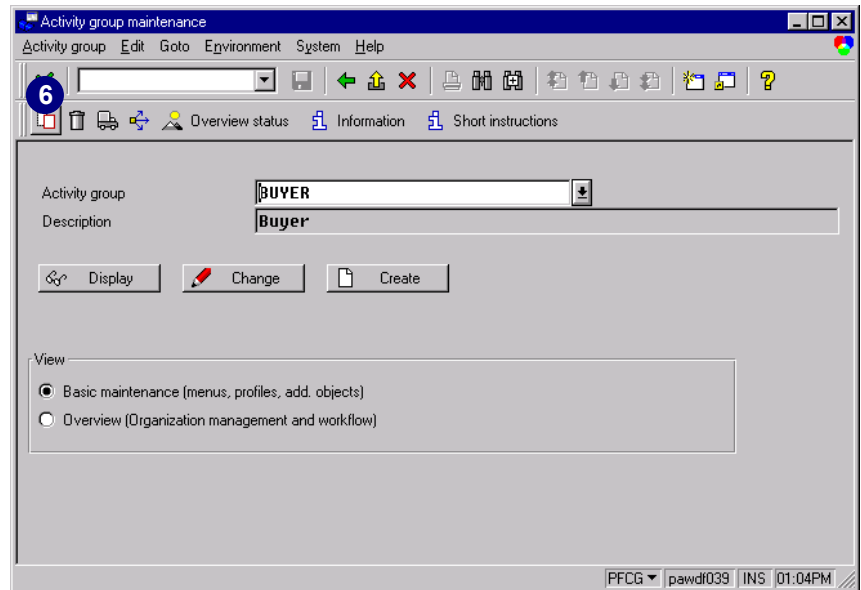 Activity group maintenance
Activity group Edit Goto Environment System Help
6
Overview status Information Short instructions
Activity group BUYER
Description Buyer
Display Change Create
View
Basic maintenance (menus, profiles, add. objects)
Overview (Organization management and workflow)
PFCG pawdf039 INS 01:04PM